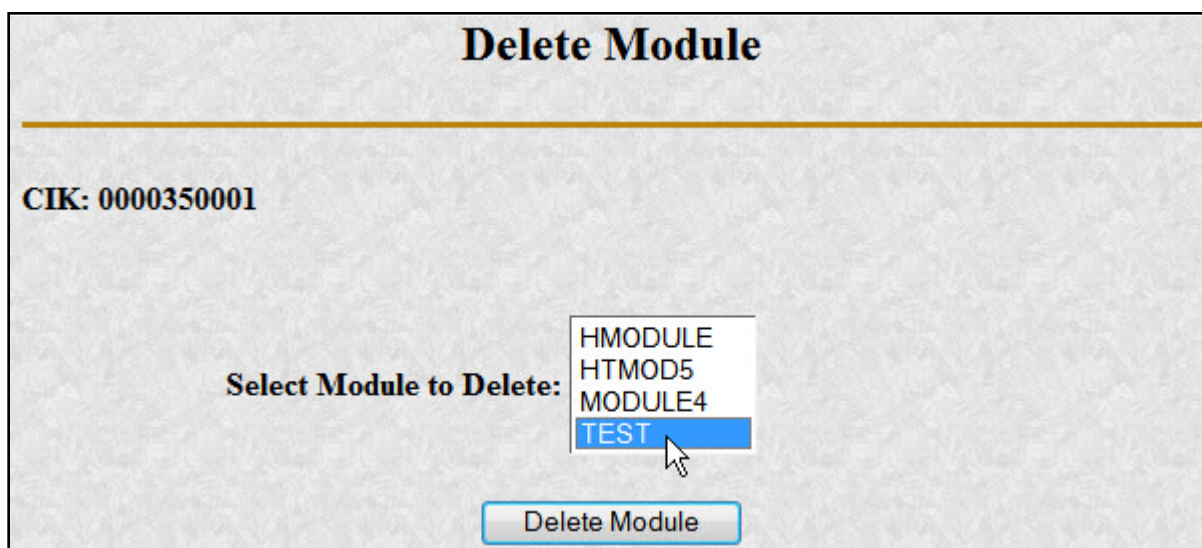 Delete Module
CIK: 0000350001
Select Module to Delete:
HMODULE
HTMOD5
MODULE4
TEST
Delete Module